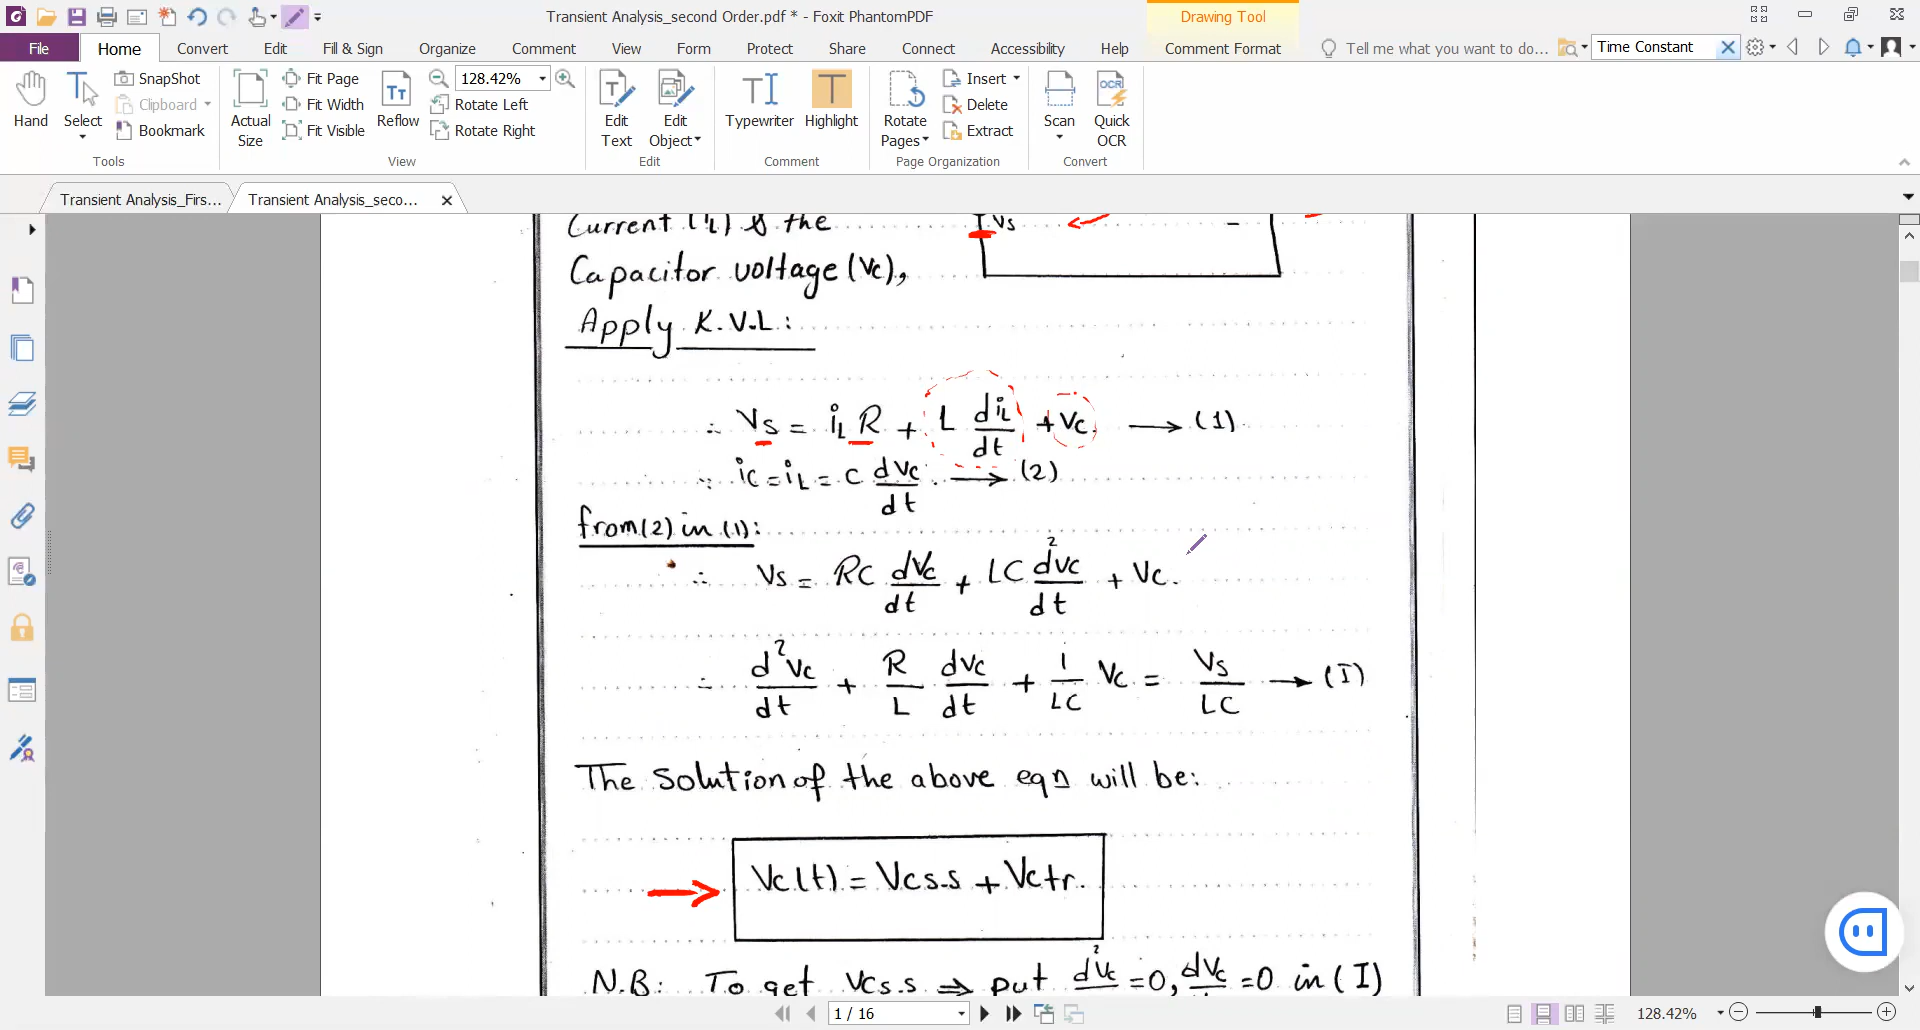 Transient Analysis_second Order.pdf * - Foxit PhantomPDF
Drawing Tool
File Home Convert Edit Fill & Sign Organize Comment View Form Protect Share Connect Accessibility Help Comment Format
Tell me what you want to do...
Time Constant
Hand
Select
SnapShot
Clipboard
Bookmark
Tools
Actual Size
Fit Page
Fit Width
Fit Visible
Reflow
128.42%
Rotate Left
Rotate Right
View
Edit Text
Edit Object
Edit
Typewriter
Highlight
Comment
Rotate Pages
Insert
Delete
Extract
Page Organization
Scan
Quick OCR
Convert
Transient Analysis_Firs...
Transient Analysis_seco...
Current (iL) & the
Vs
-
Capacitor voltage (Vc),
Apply K.V.L:
∴ Vs = iL R + L diL/dt + Vc. → (1)
∵ ic = iL = C dVc/dt. → (2)
from (2) in (1):
∴ Vs = RC dVc/dt + LC d²Vc/dt + Vc.
∴ d²Vc/dt + R/L dVc/dt + 1/LC Vc = Vs/LC → (I)
The Solution of the above eqn will be:
Vc(t) = Vcs.s + Vctr.
N.B: To get Vcs.s ⇒ put d²Vc =0, dVc =0 in (I)
1 / 16
128.42%